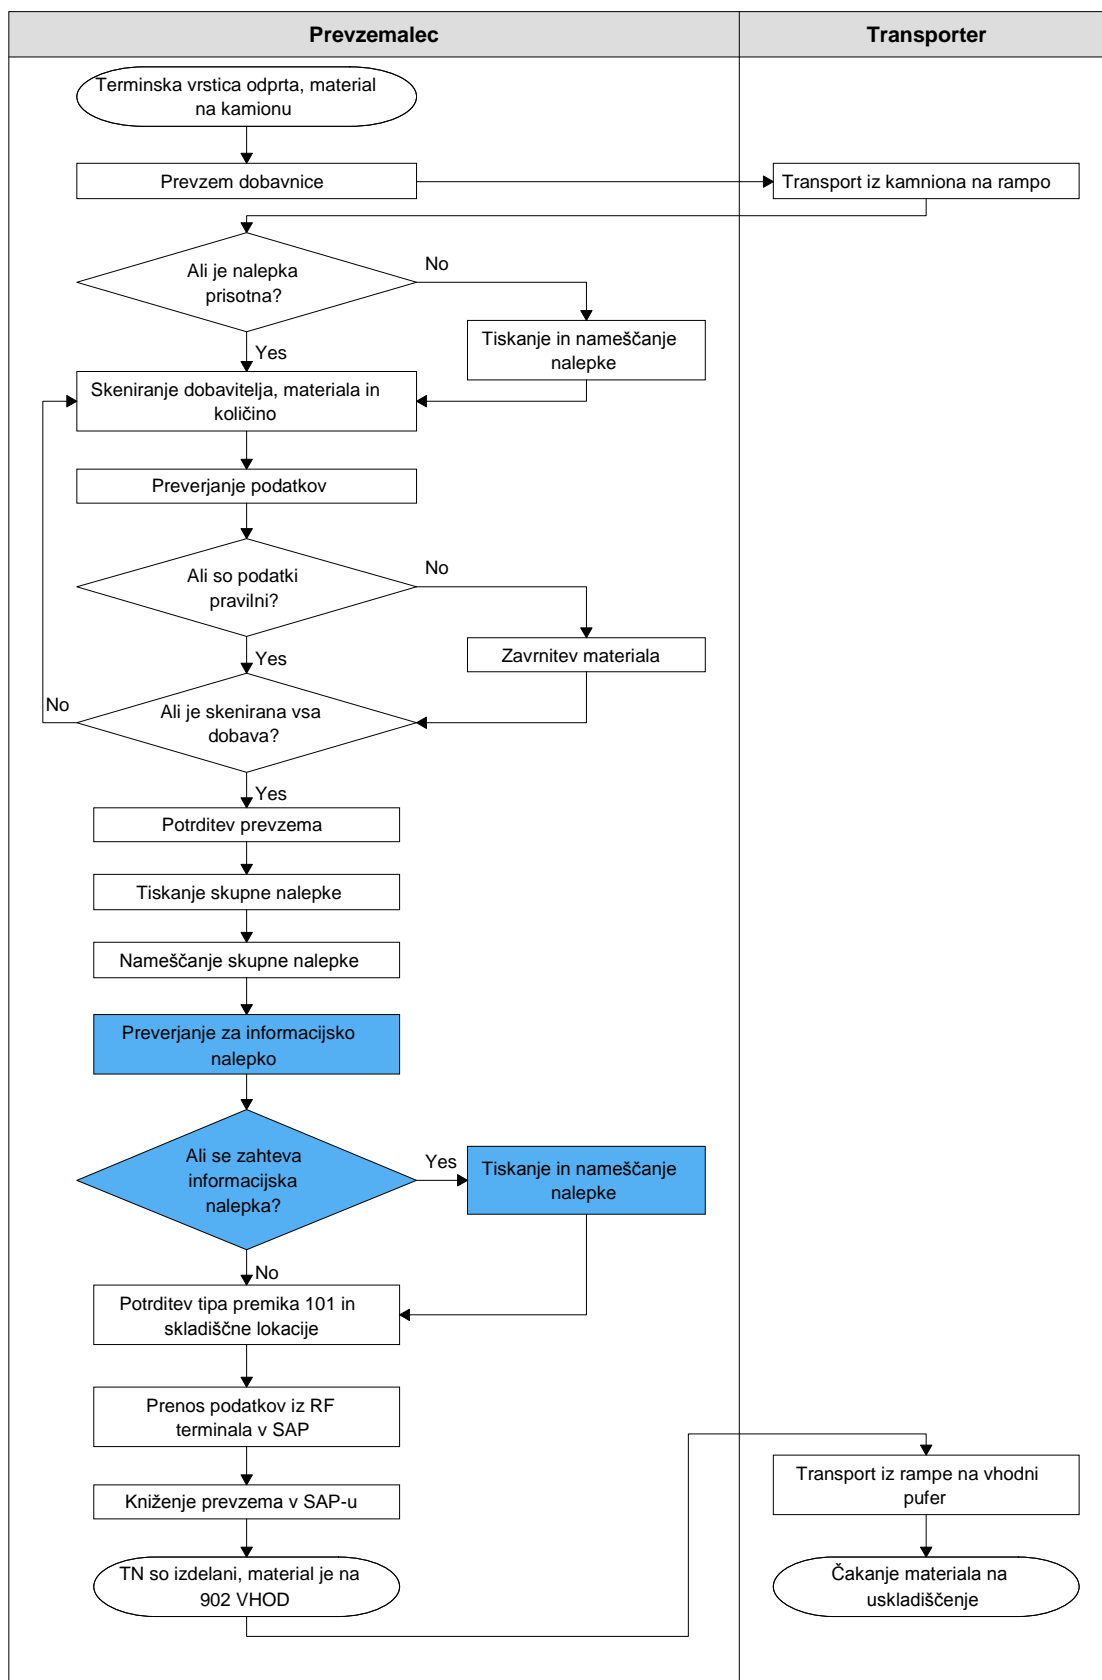 Prevzemalec
Transporter
Terminska vrstica odprta, material
na kamionu
Prevzem dobavnice
Transport iz kamniona na rampo
Ali je nalepka
prisotna?
No
Tiskanje in nameščanje
nalepke
Yes
Skeniranje dobavitelja, materiala in
količino
Preverjanje podatkov
Ali so podatki
pravilni?
No
Zavrnitev materiala
Yes
No
Ali je skenirana vsa
dobava?
Yes
Potrditev prevzema
Tiskanje skupne nalepke
Nameščanje skupne nalepke
Preverjanje za informacijsko
nalepko
Ali se zahteva
informacijska
nalepka?
Yes
Tiskanje in nameščanje
nalepke
No
Potrditev tipa premika 101 in
skladiščne lokacije
Prenos podatkov iz RF
terminala v SAP
Transport iz rampe na vhodni
pufer
Kniženje prevzema v SAP-u
TN so izdelani, material je na
902 VHOD
Čakanje materiala na
uskladiščenje